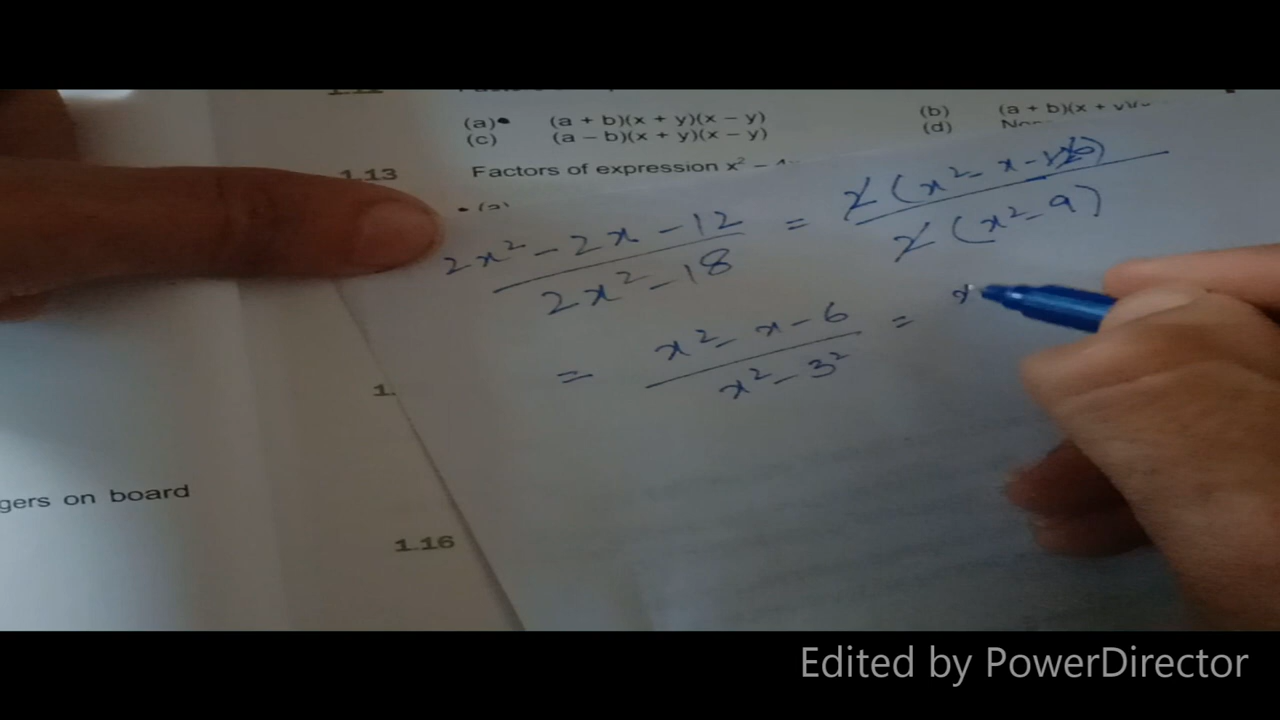 (a) (a + b)(x + y)(x − y) (b) (a + b)(x +
(c) (a − b)(x + y)(x − y) (d)
1.13 Factors of expression x² −
(a)
2x² − 2x − 12 / 2x² − 18 = 2(x² − x − 6) / 2(x² − 9)
= x² − x − 6 / x² − 3² = x
1.
gers on board
1.16
Edited by PowerDirector